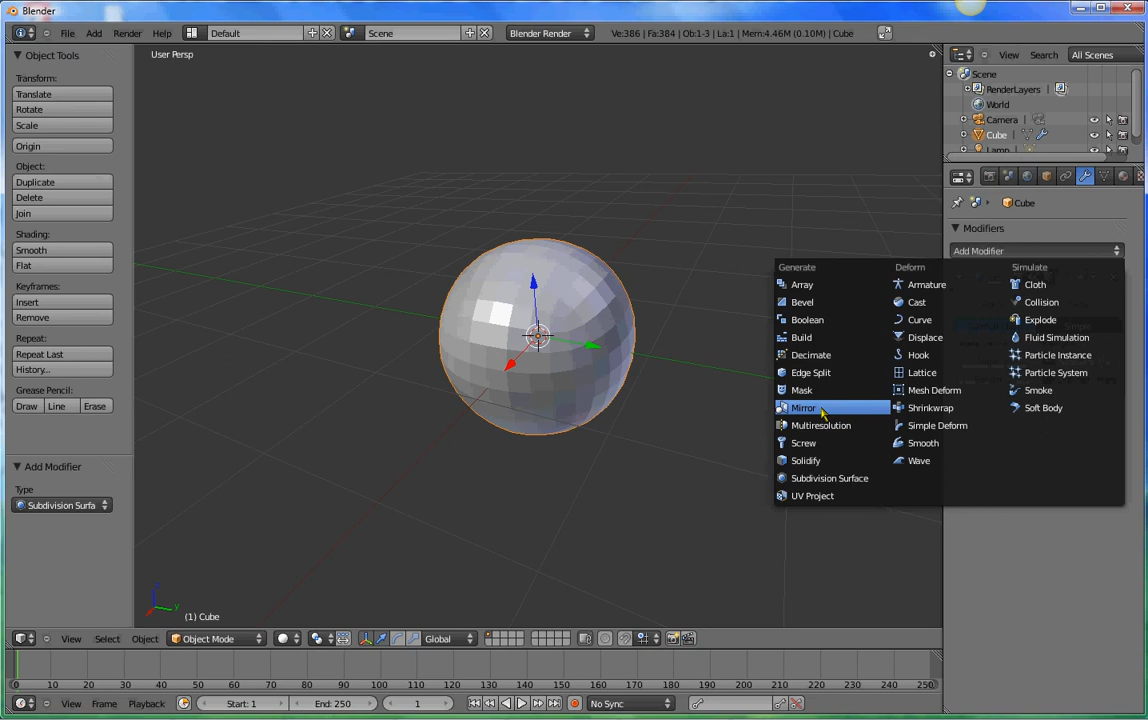 Blender
File Add Render Help Default Scene Blender Render Ve:386 | Fa:384 | Ob:1-3 | La:1 | Mem:4.46M (0.10M) | Cube
Object Tools
Transform:
Translate
Rotate
Scale
Origin
Object:
Duplicate
Delete
Join
Shading:
Smooth
Flat
Keyframes:
Insert
Remove
Repeat:
Repeat Last
History...
Grease Pencil:
Draw Line Erase
Add Modifier
Type
Subdivision Surfa
User Persp
(1) Cube
View Select Object Object Mode Global
0 10 20 30 40 50 60 70 80 90 100 110 120 130 140 150 160 170 180 190 200 210 220 230 240 250
View Frame Playback Start: 1 End: 250 1 No Sync
View Search All Scenes
Scene
RenderLayers
World
Camera
Cube
Lamp
Cube
Modifiers
Add Modifier
Generate
Array
Bevel
Boolean
Build
Decimate
Edge Split
Mask
Mirror
Multiresolution
Screw
Solidify
Subdivision Surface
UV Project
Deform
Armature
Cast
Curve
Displace
Hook
Lattice
Mesh Deform
Shrinkwrap
Simple Deform
Smooth
Wave
Simulate
Cloth
Collision
Explode
Fluid Simulation
Particle Instance
Particle System
Smoke
Soft Body